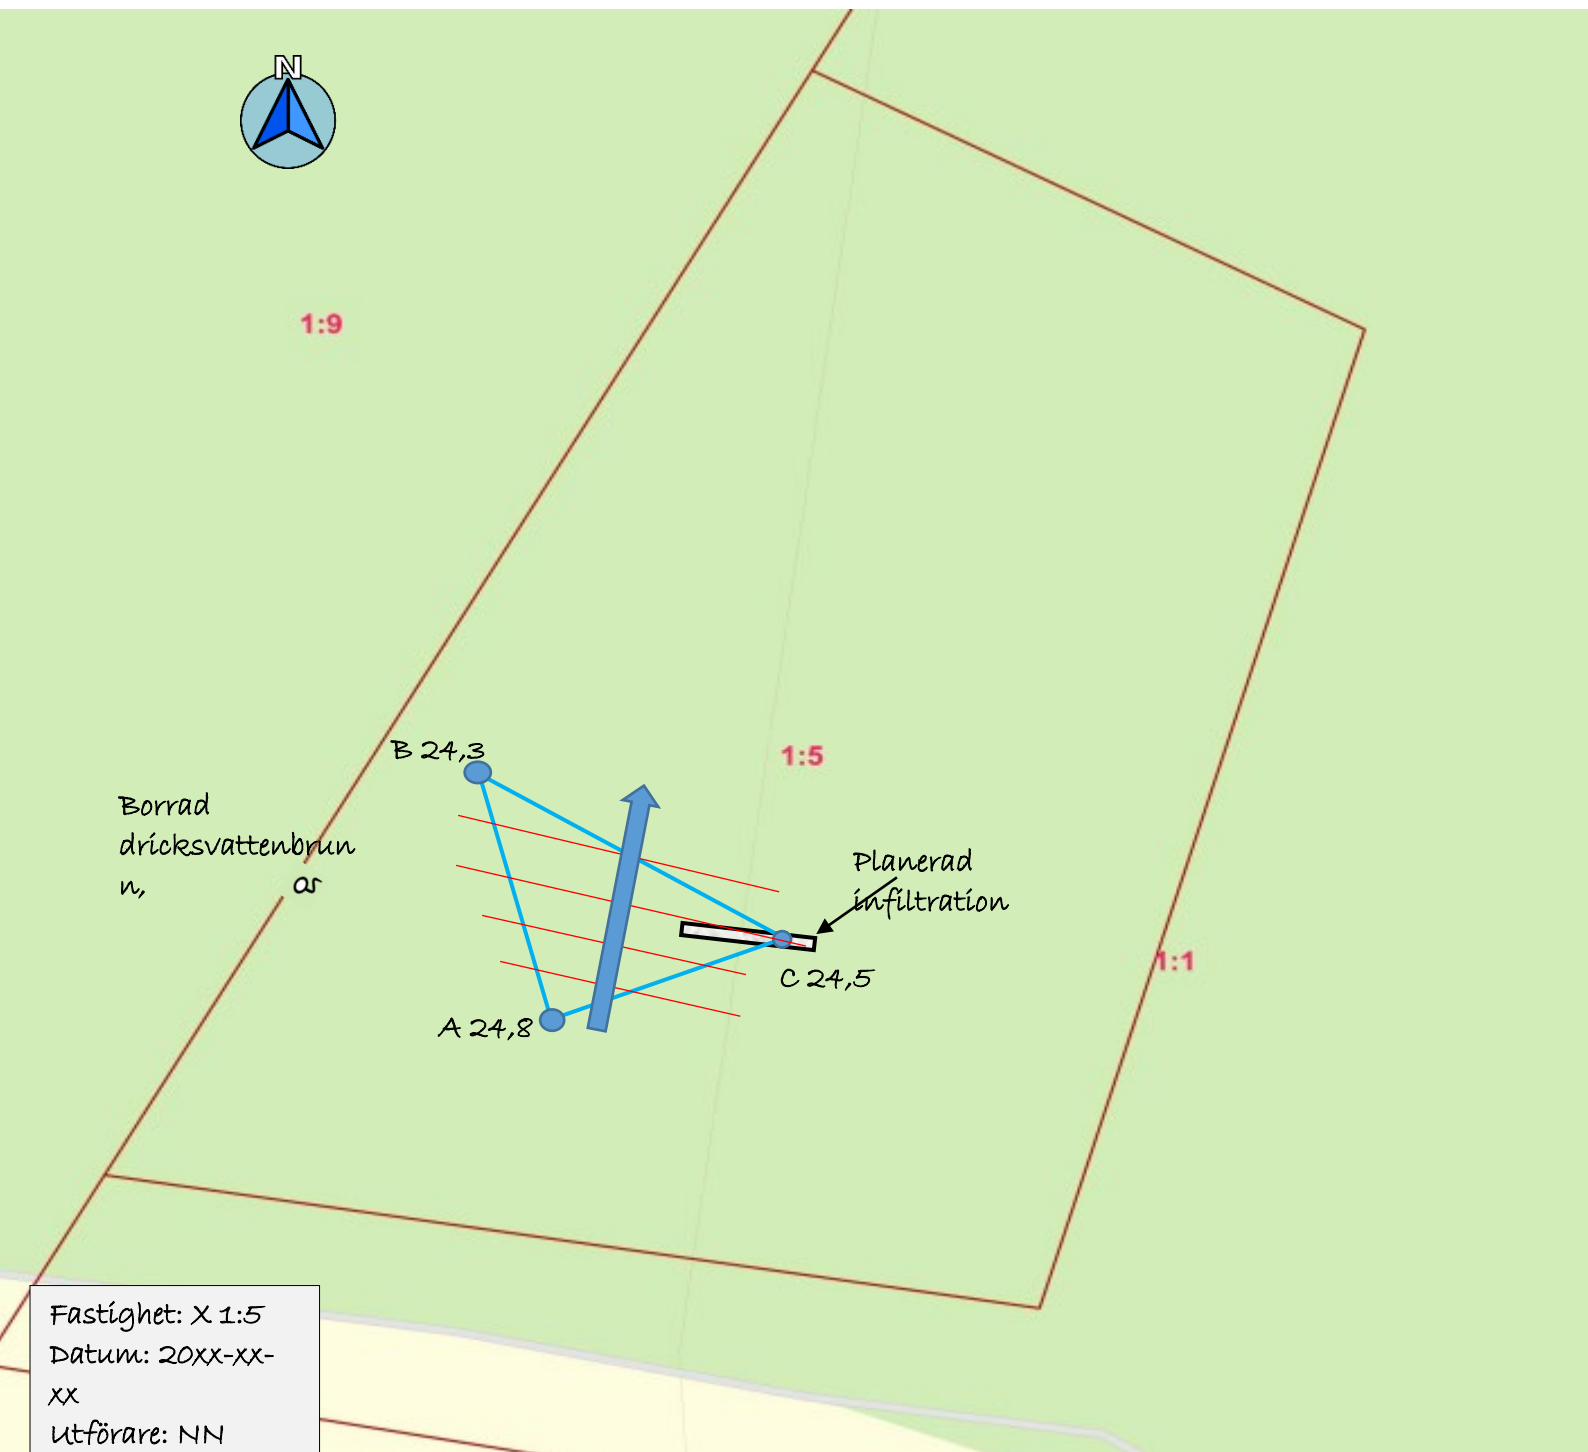 N
1:9
B 24,3
1:5
Borrad
dricksvattenbrun
n,
Planerad
infiltration
1:1
C 24,5
A 24,8
Fastighet: X 1:5
Datum: 20xx-xx-
xx
Utförare: NN